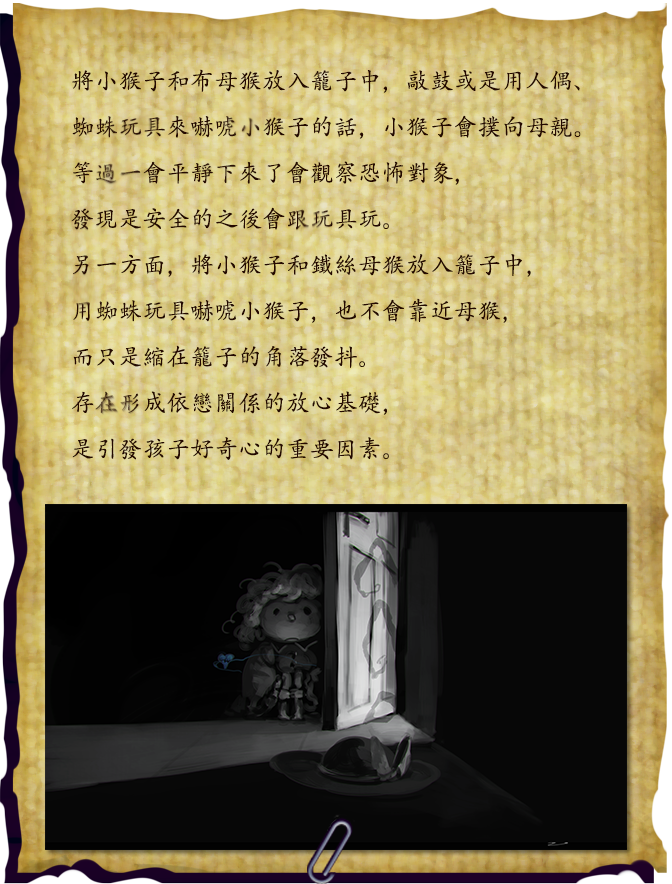 將小猴子和布母猴放入籠子中，敲鼓或是用人偶、
蜘蛛玩具來嚇唬小猴子的話，小猴子會撲向母親。
等過一會平靜下來了會觀察恐怖對象，
發現是安全的之後會跟玩具玩。
另一方面，將小猴子和鐵絲母猴放入籠子中，
用蜘蛛玩具嚇唬小猴子，也不會靠近母猴，
而只是縮在籠子的角落發抖。
存在形成依戀關係的放心基礎，
是引發孩子好奇心的重要因素。